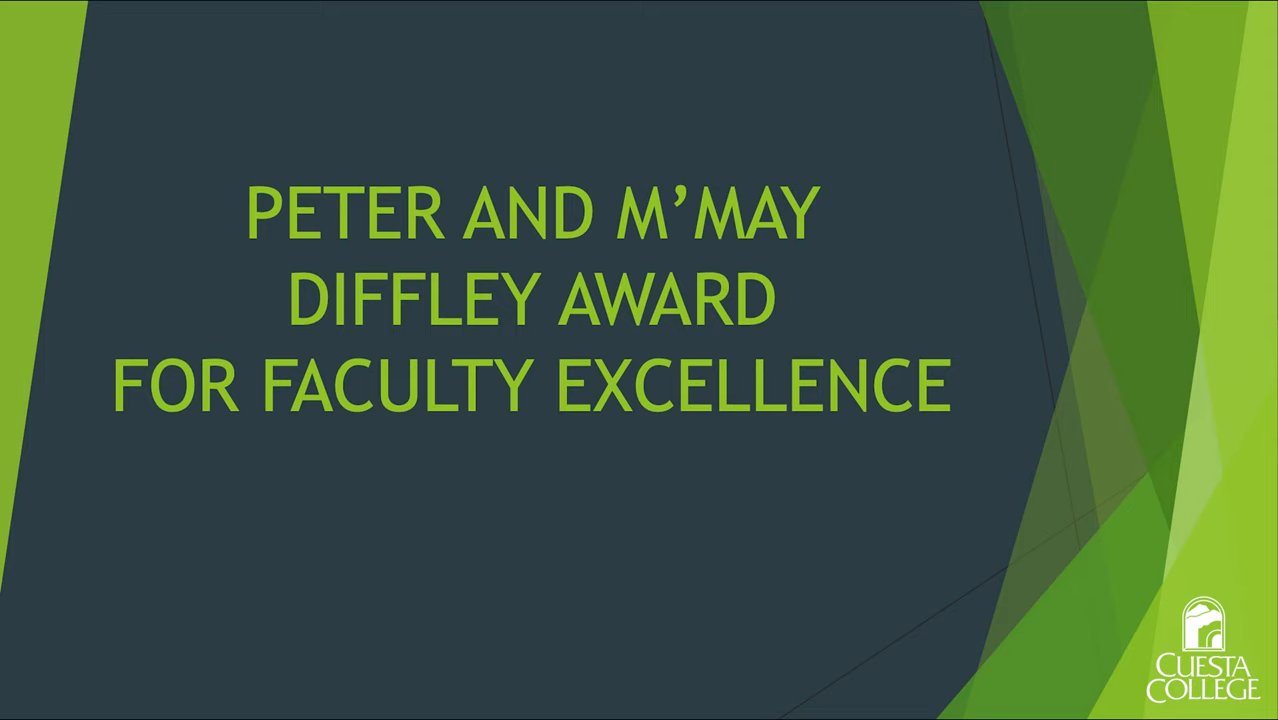 PETER AND M’MAY
DIFFLEY AWARD
FOR FACULTY EXCELLENCE
CUESTA
COLLEGE